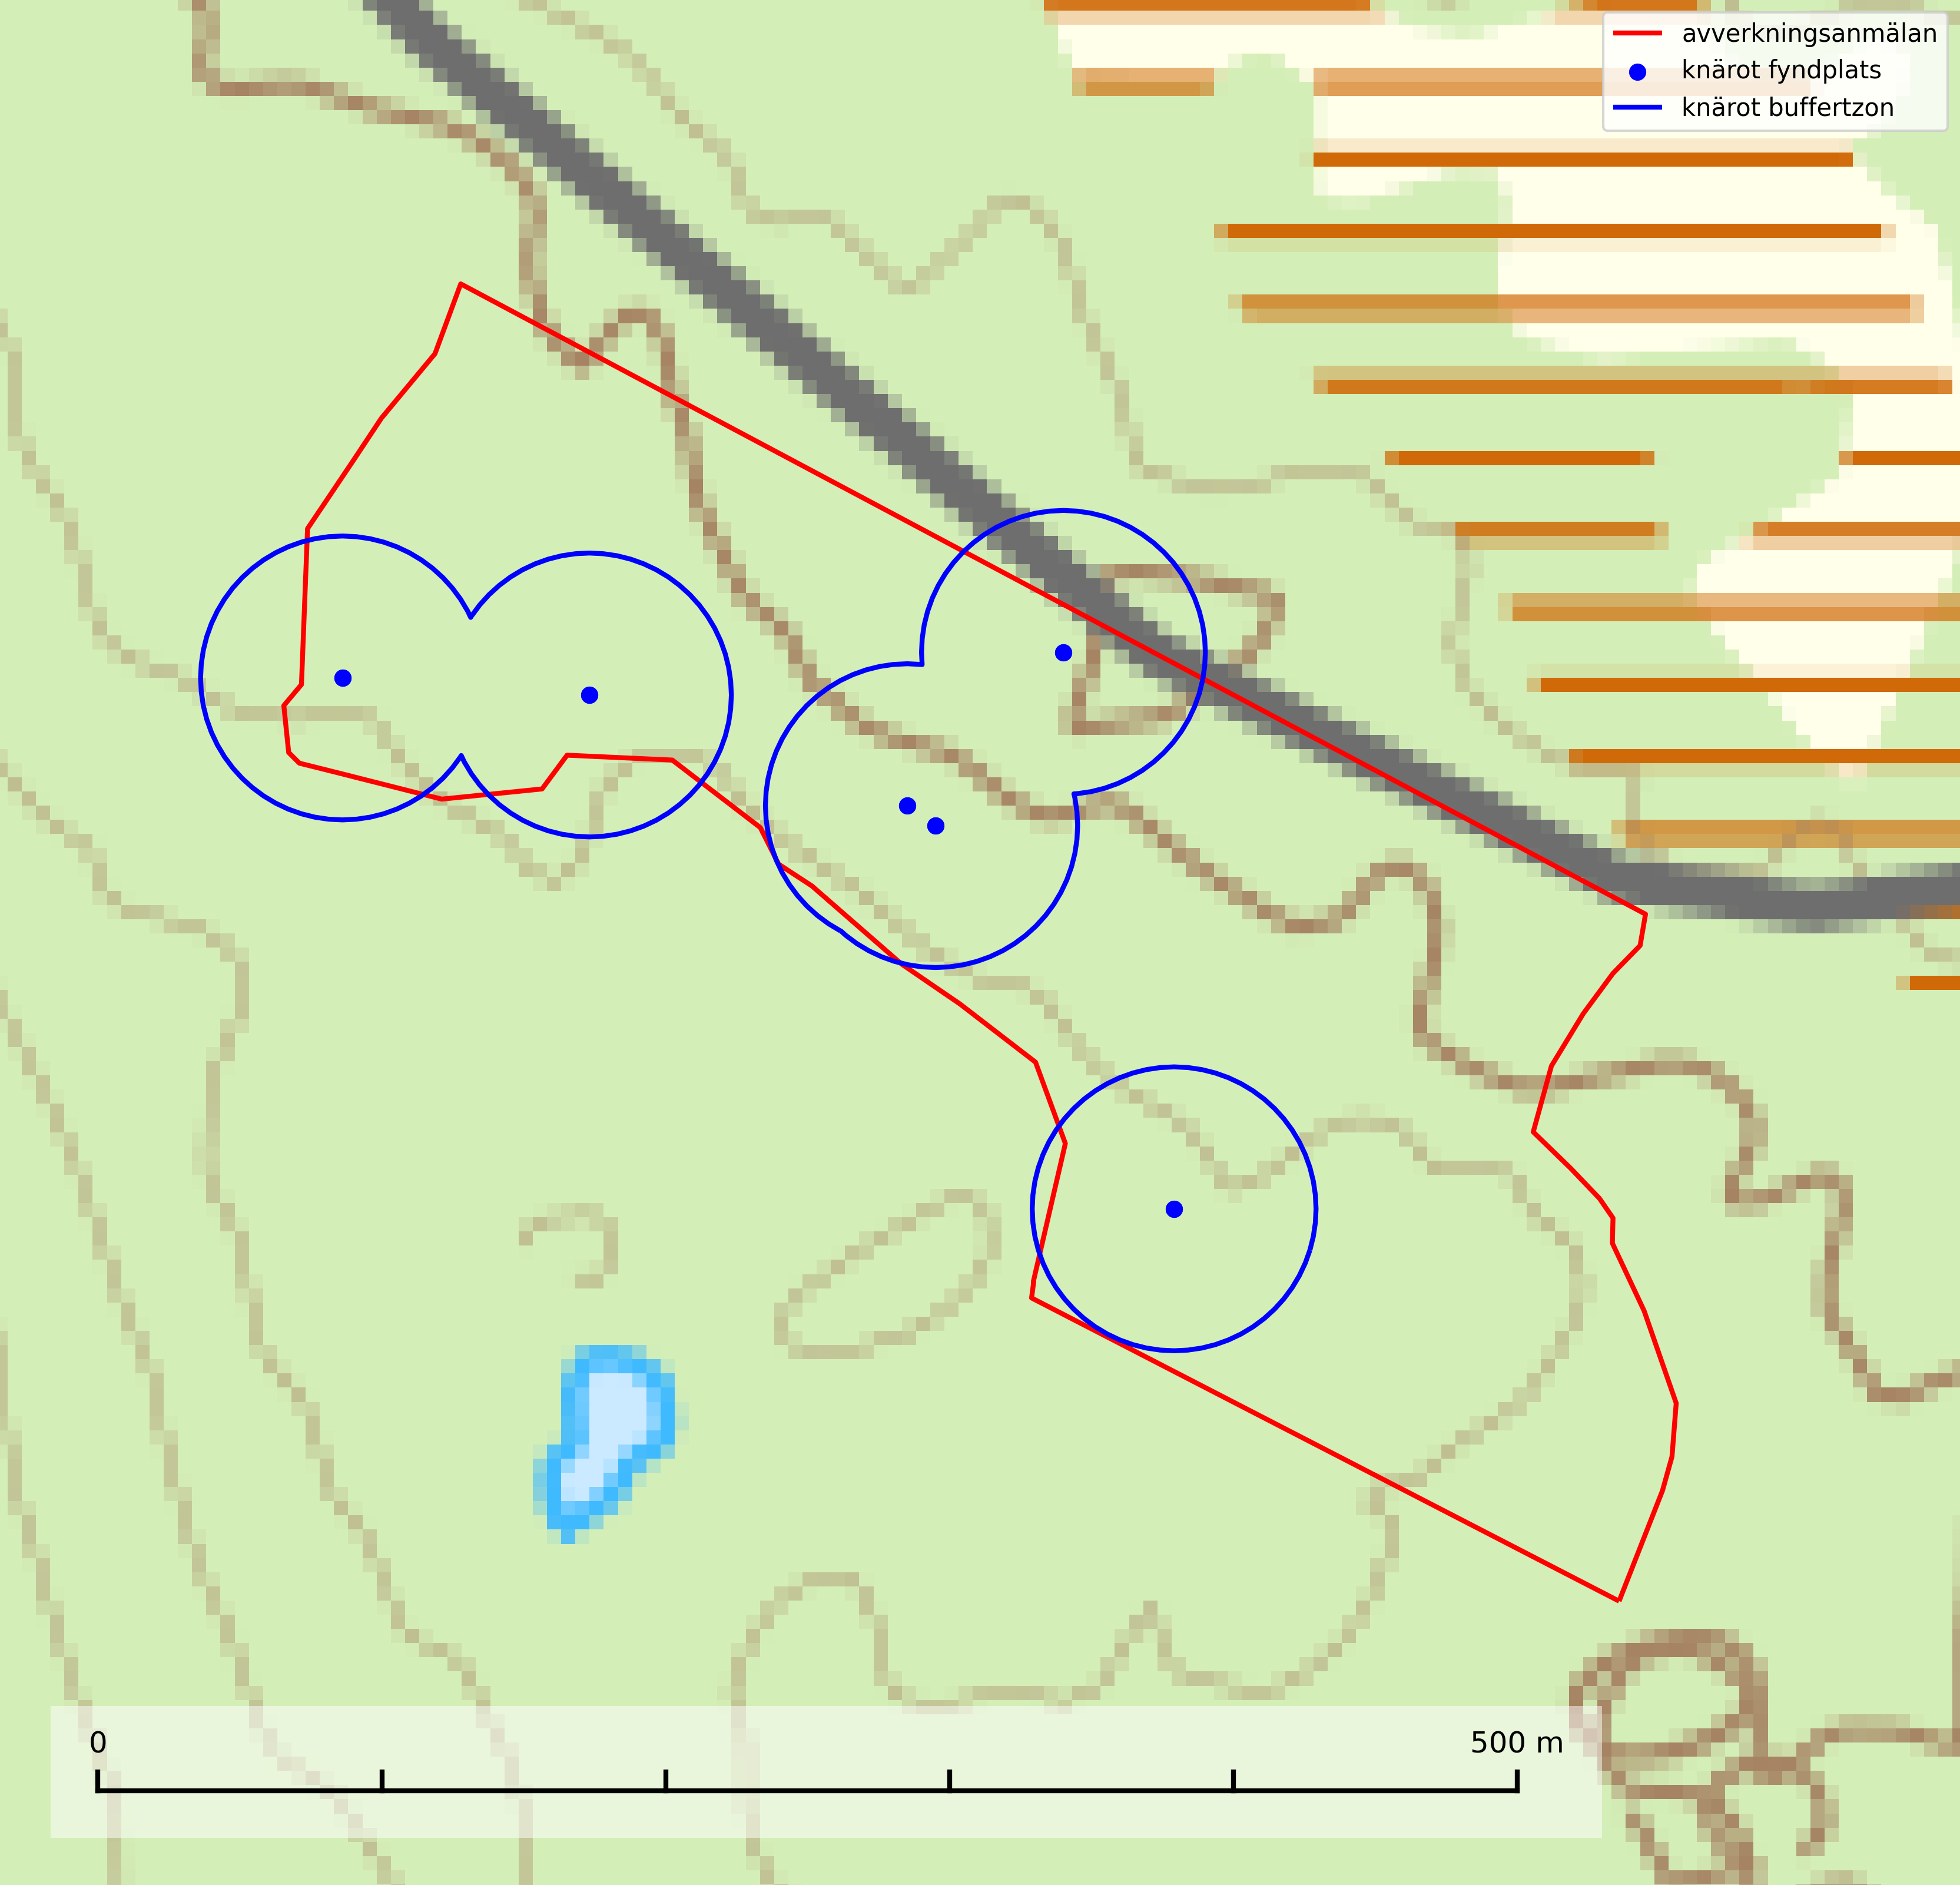 avverkningsanmälan
knärot fyndplats
knärot buffertzon
0
500 m